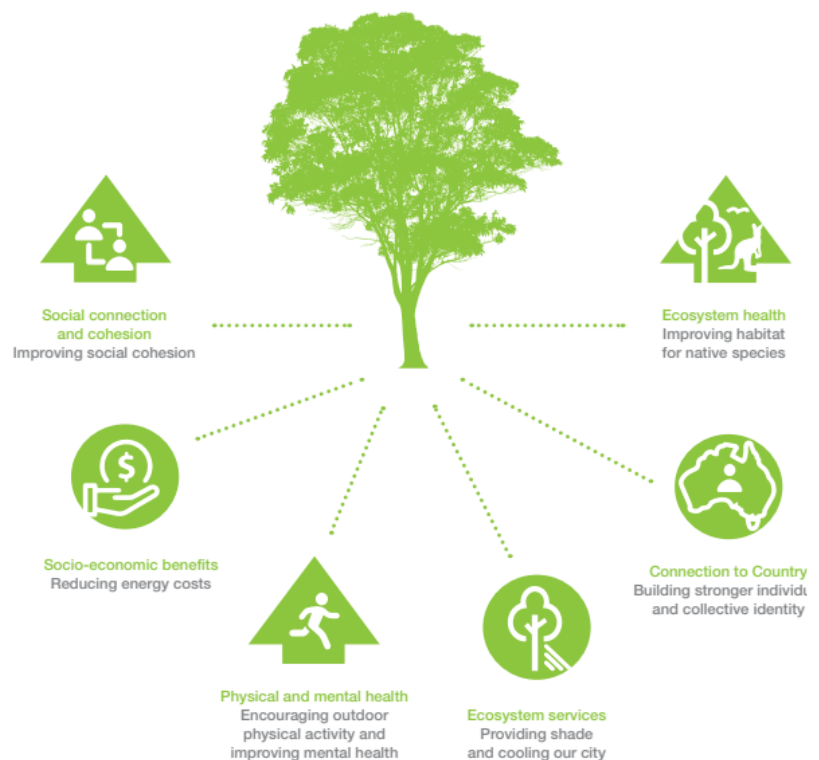 Social connection
and cohesion
Improving social cohesion
Ecosystem health
Improving habitat
for native species
$
Socio-economic benefits
Reducing energy costs
Connection to Country
Building stronger individu
and collective identity
Physical and mental health
Encouraging outdoor
physical activity and
improving mental health
Ecosystem services
Providing shade
and cooling our city